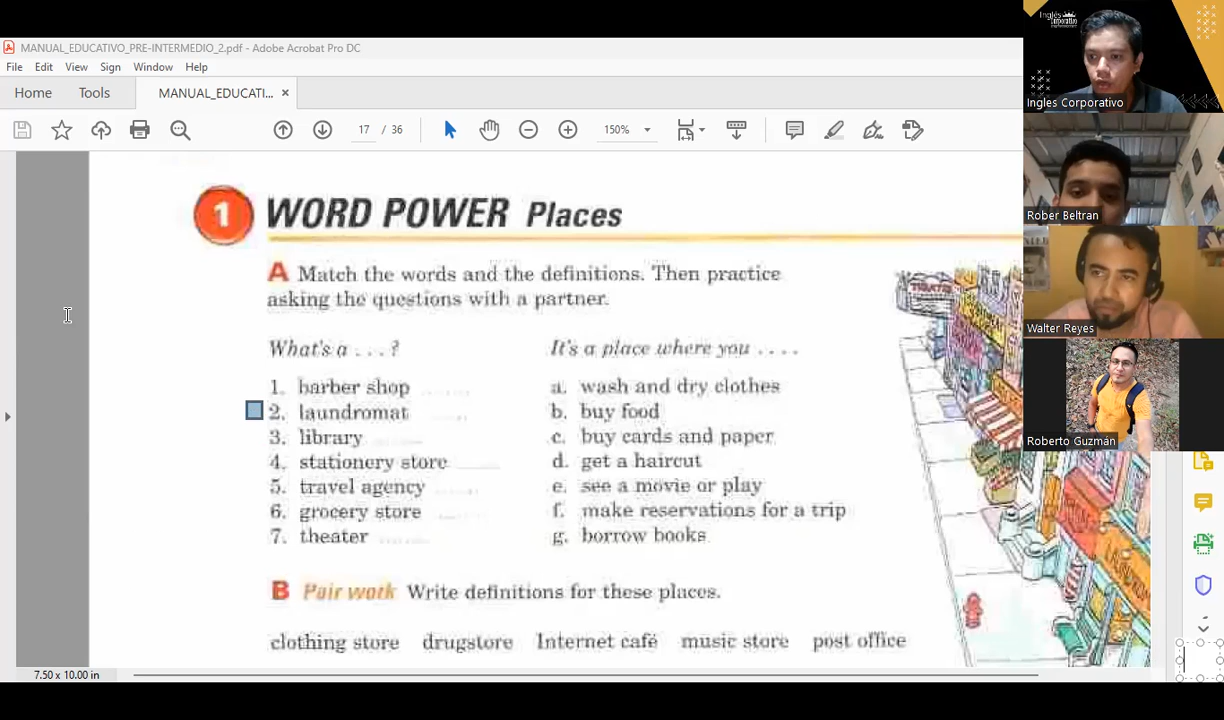 MANUAL_EDUCATIVO_PRE-INTERMEDIO_2.pdf - Adobe Acrobat Pro DC
File Edit View Sign Window Help
Home Tools MANUAL_EDUCATI... ×
17 / 36 150%
1 WORD POWER Places
A Match the words and the definitions. Then practice
asking the questions with a partner.
What's a . . . ? It's a place where you . . . .
1. barber shop ........ a. wash and dry clothes
2. laundromat ........ b. buy food
3. library ........ c. buy cards and paper
4. stationery store ........ d. get a haircut
5. travel agency ........ e. see a movie or play
6. grocery store ........ f. make reservations for a trip
7. theater ........ g. borrow books
B Pair work Write definitions for these places.
clothing store drugstore Internet café music store post office
7.50 x 10.00 in
Inglés
Corporativo
Ingles Corporativo
Rober Beltran
Walter Reyes
Roberto Guzmán
THEATER